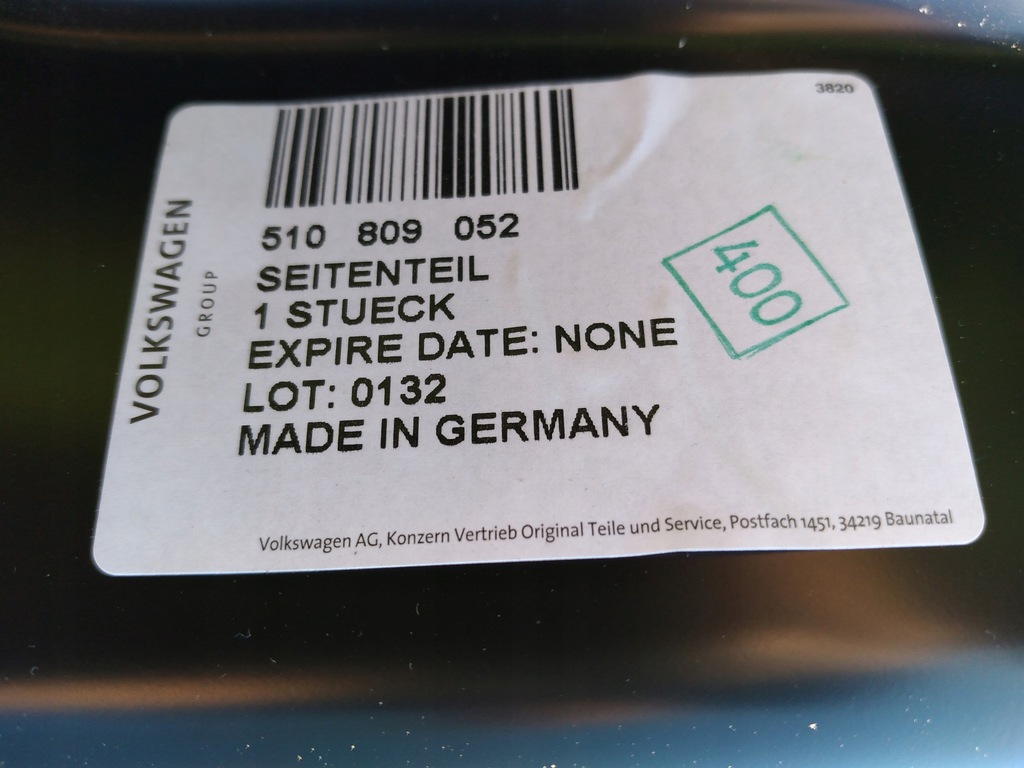 3820
VOLKSWAGEN
GROUP
510 809 052
SEITENTEIL
1 STUECK
EXPIRE DATE: NONE
LOT: 0132
MADE IN GERMANY
400
Volkswagen AG, Konzern Vertrieb Original Teile und Service, Postfach 1451, 34219 Baunatal